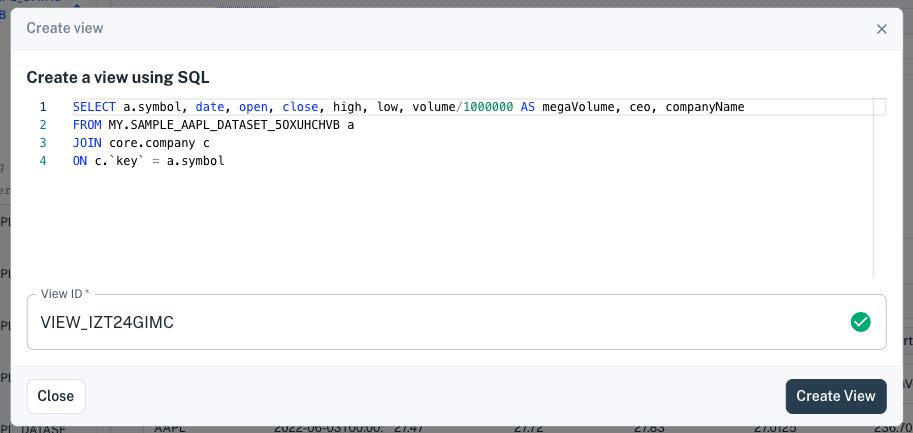 Create view
Create a view using SQL
1 SELECT a.symbol, date, open, close, high, low, volume/1000000 AS megaVolume, ceo, companyName
2 FROM MY.SAMPLE_AAPL_DATASET_5OXUHCHVB a
3 JOIN core.company c
4 ON c.`key` = a.symbol
View ID *
VIEW_IZT24GIMC
Close
Create View
AAPL 2022-06-03T00:00: 27.47 27.72 27.83 27.0125 236.70